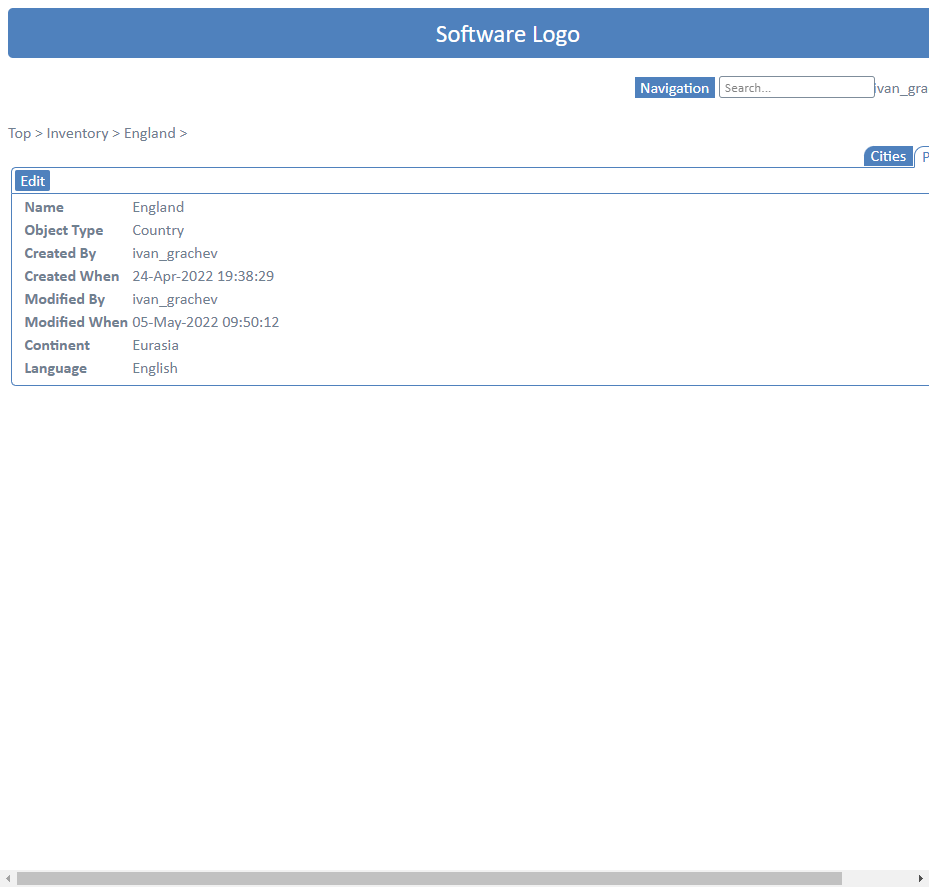 Software Logo
Navigation Search... ivan_gra
Top > Inventory > England >
Cities P
Edit
Name England
Object Type Country
Created By ivan_grachev
Created When 24-Apr-2022 19:38:29
Modified By ivan_grachev
Modified When 05-May-2022 09:50:12
Continent Eurasia
Language English